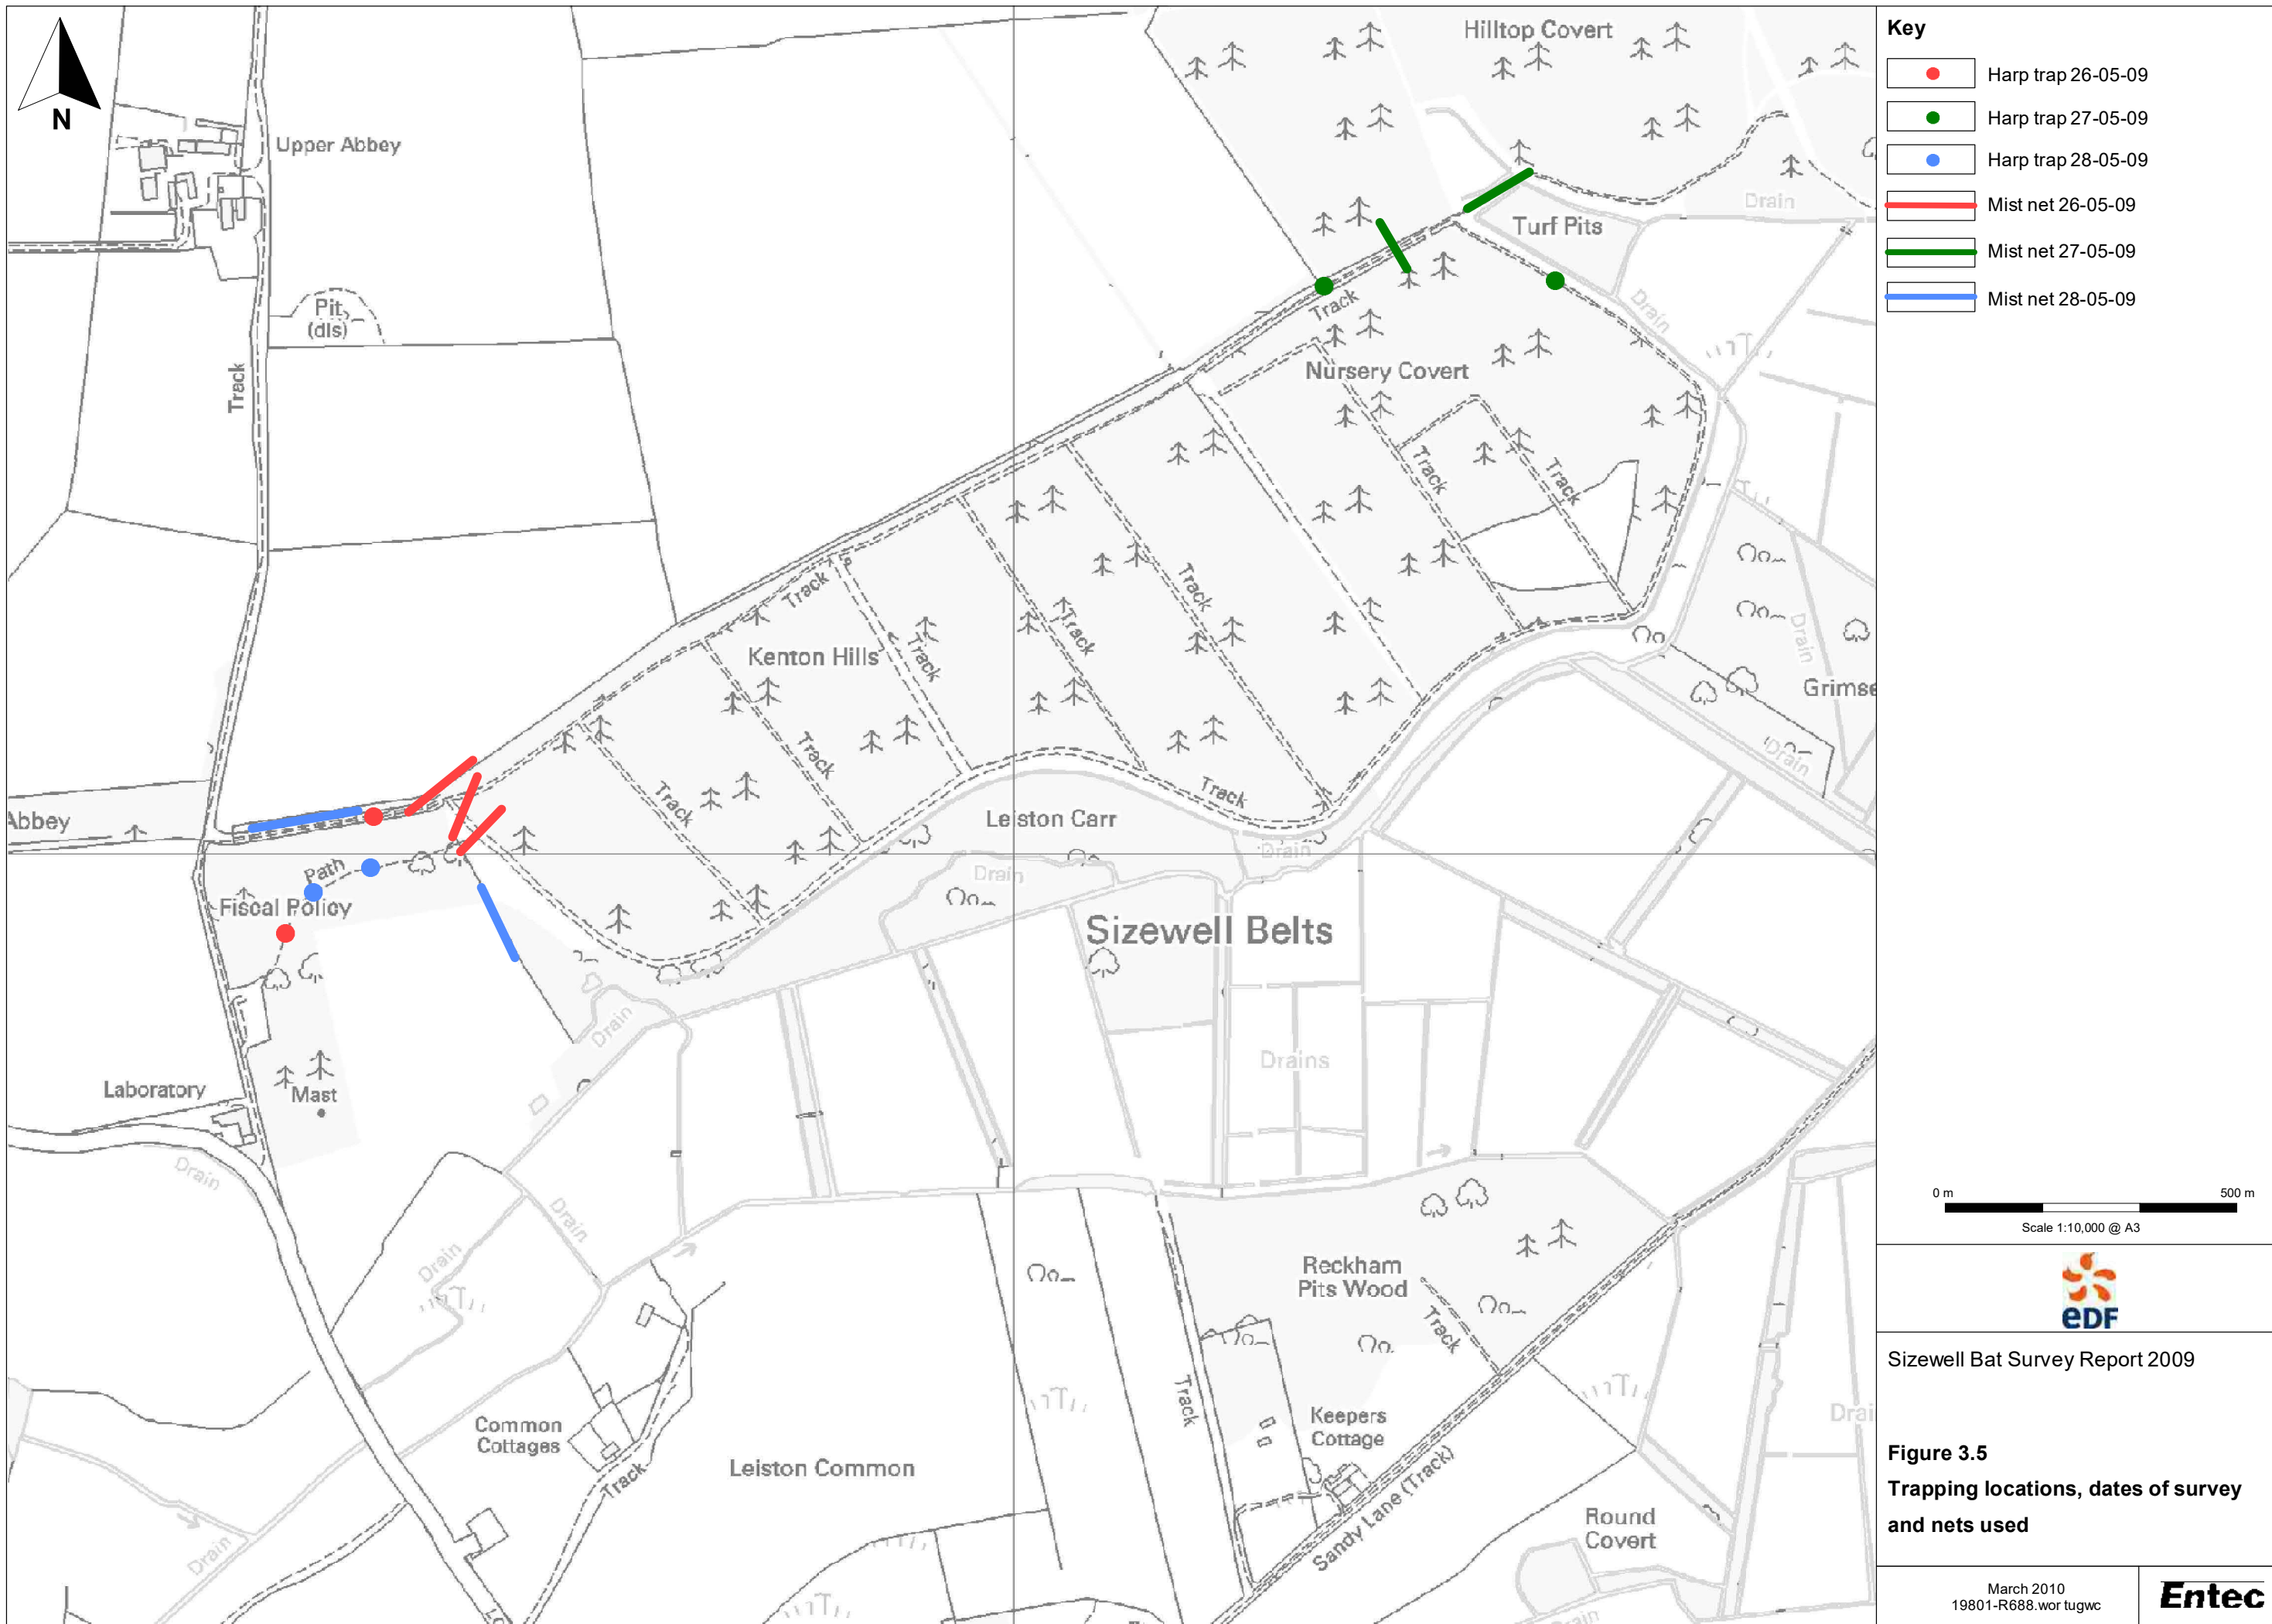 N
Upper Abbey
Pit
(dis)
Track
Hilltop Covert
Drain
Turf Pits
Drain
Track
Nursery Covert
Track
Track
Track
Track
Track
Kenton Hills
Track
Track
Track
Track
Drain
Grimse
Drain
Abbey
Path
Fiscal Policy
Leiston Carr
Drain
Drain
Sizewell Belts
Drain
Drains
Laboratory
Mast
Drain
Drain
Drain
Reckham
Pits Wood
Track
Track
Common
Cottages
Keepers
Cottage
Track
Leiston Common
Sandy Lane (Track)
Round
Covert
Drain
Drai
Drain
Key
Harp trap 26-05-09
Harp trap 27-05-09
Harp trap 28-05-09
Mist net 26-05-09
Mist net 27-05-09
Mist net 28-05-09
0 m
500 m
Scale 1:10,000 @ A3
eDF
Sizewell Bat Survey Report 2009
Figure 3.5
Trapping locations, dates of survey
and nets used
March 2010
19801-R688.wor tugwc
Entec